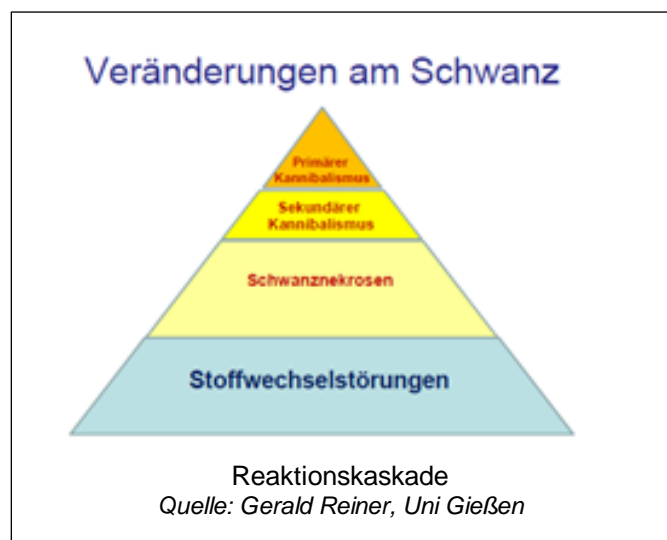 Veränderungen am Schwanz
Primärer
Kannibalismus
Sekundärer
Kannibalismus
Schwanznekrosen
Stoffwechselstörungen
Reaktionskaskade
Quelle: Gerald Reiner, Uni Gießen